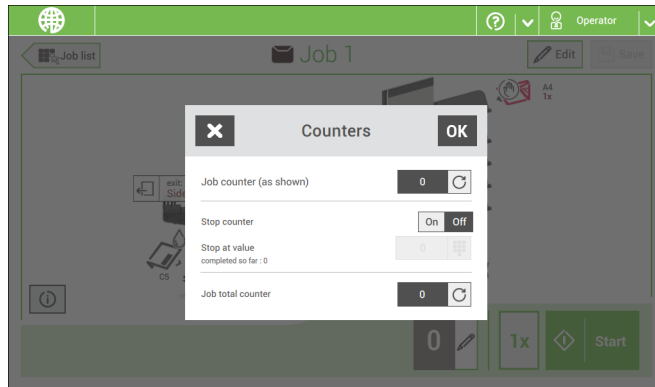 Operator
Job list
Job 1
Edit
Save
A4
1x
Counters
OK
Job counter (as shown)
0
exit:
Side
Stop counter
On
Off
Stop at value
0
completed so far : 0
C5
Job total counter
0
0
1x
Start